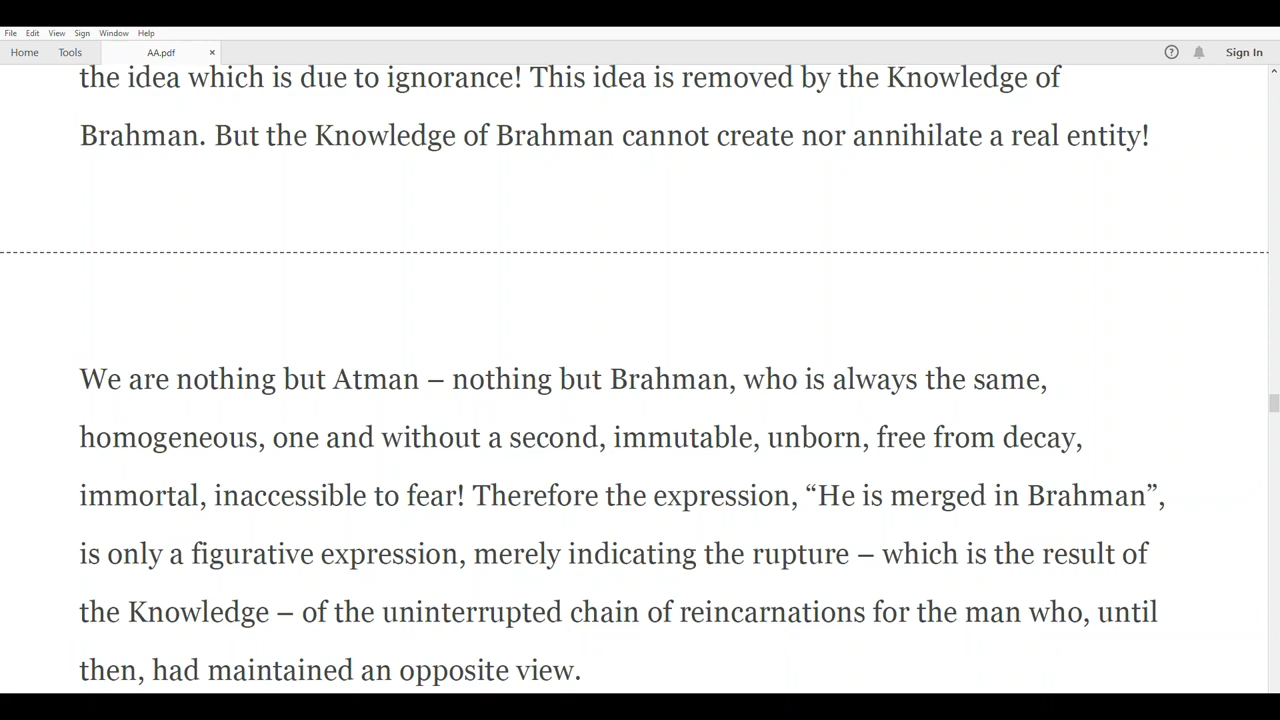 File Edit View Sign Window Help
Home Tools AA.pdf × ? Sign In
the idea which is due to ignorance! This idea is removed by the Knowledge of
Brahman. But the Knowledge of Brahman cannot create nor annihilate a real entity!
We are nothing but Atman – nothing but Brahman, who is always the same,
homogeneous, one and without a second, immutable, unborn, free from decay,
immortal, inaccessible to fear! Therefore the expression, “He is merged in Brahman”,
is only a figurative expression, merely indicating the rupture – which is the result of
the Knowledge – of the uninterrupted chain of reincarnations for the man who, until
then, had maintained an opposite view.